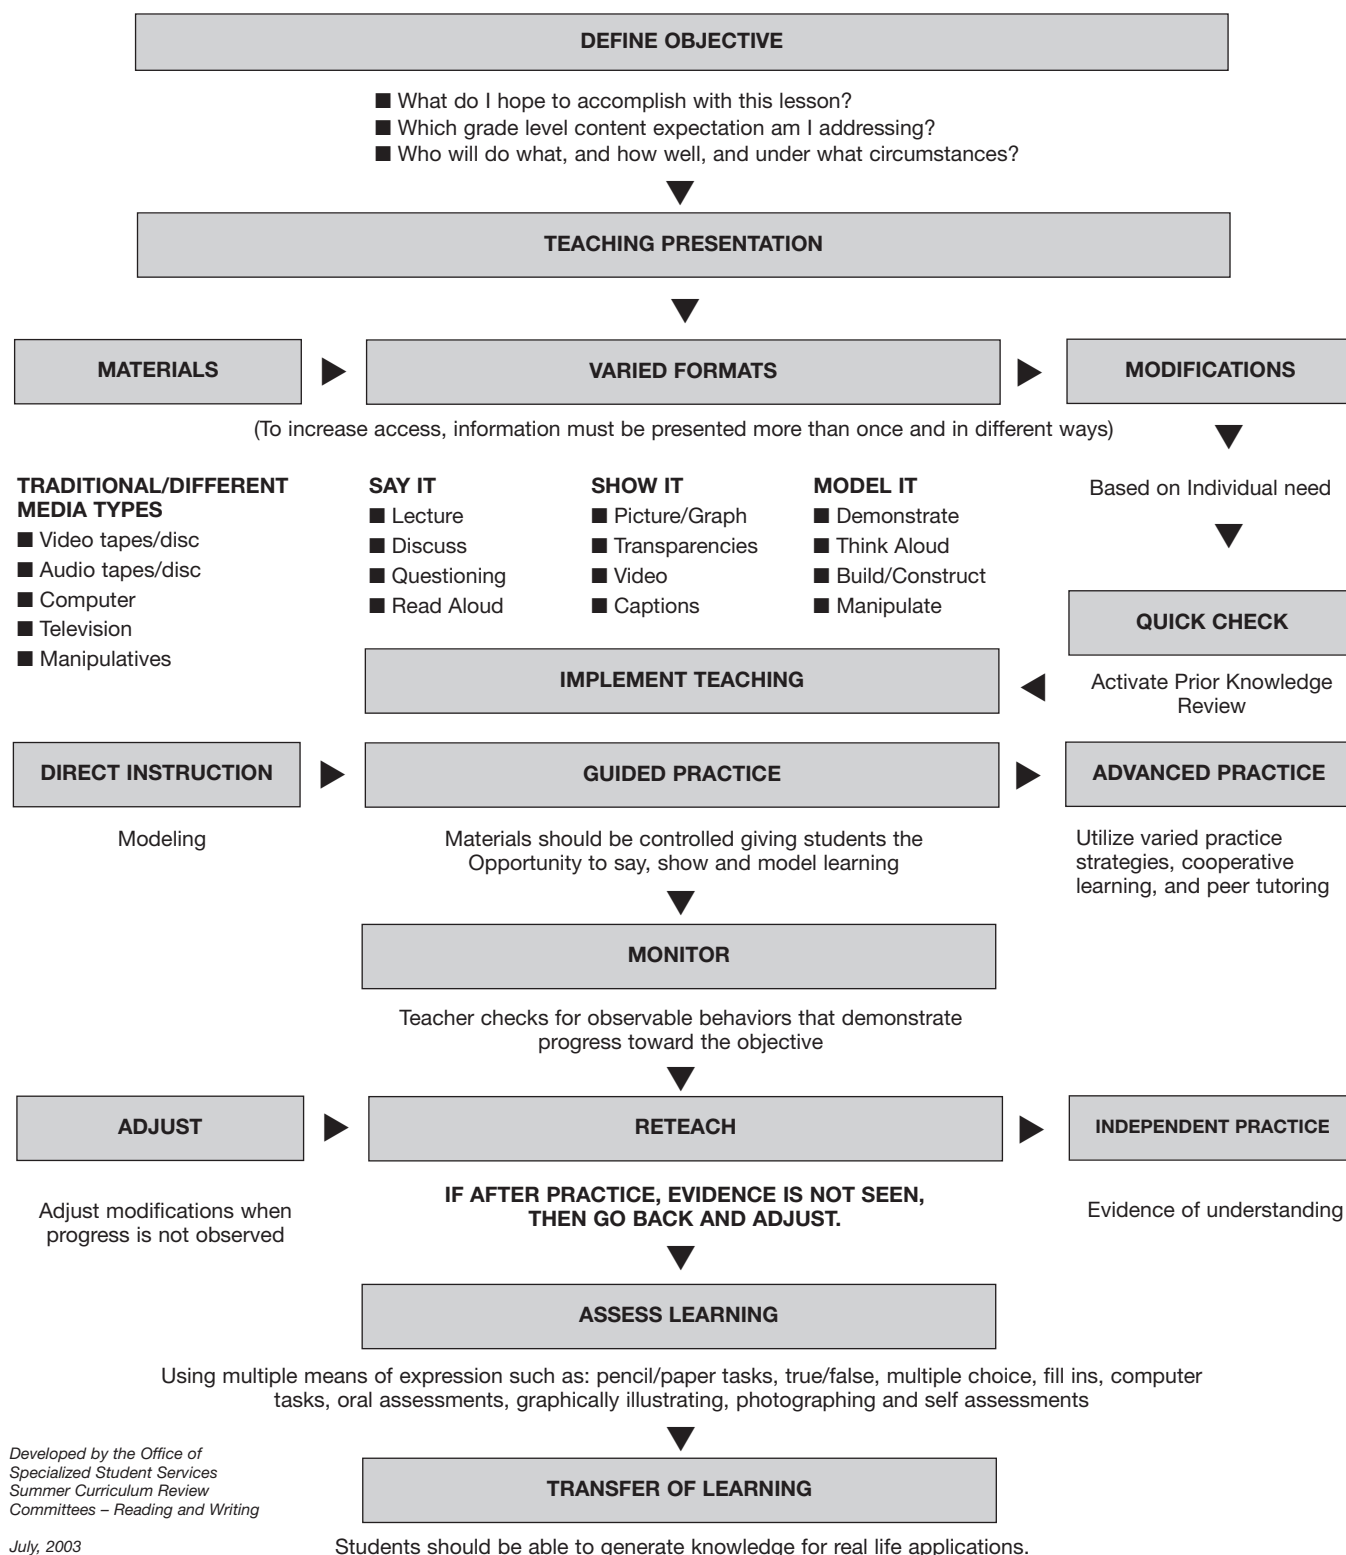 DEFINE OBJECTIVE
■ What do I hope to accomplish with this lesson?
■ Which grade level content expectation am I addressing?
■ Who will do what, and how well, and under what circumstances?
TEACHING PRESENTATION
MATERIALS
VARIED FORMATS
MODIFICATIONS
(To increase access, information must be presented more than once and in different ways)
TRADITIONAL/DIFFERENT
MEDIA TYPES
■ Video tapes/disc
■ Audio tapes/disc
■ Computer
■ Television
■ Manipulatives
SAY IT
■ Lecture
■ Discuss
■ Questioning
■ Read Aloud
SHOW IT
■ Picture/Graph
■ Transparencies
■ Video
■ Captions
MODEL IT
■ Demonstrate
■ Think Aloud
■ Build/Construct
■ Manipulate
Based on Individual need
QUICK CHECK
Activate Prior Knowledge
Review
IMPLEMENT TEACHING
DIRECT INSTRUCTION
GUIDED PRACTICE
ADVANCED PRACTICE
Modeling
Materials should be controlled giving students the
Opportunity to say, show and model learning
Utilize varied practice
strategies, cooperative
learning, and peer tutoring
MONITOR
Teacher checks for observable behaviors that demonstrate
progress toward the objective
ADJUST
RETEACH
INDEPENDENT PRACTICE
Adjust modifications when
progress is not observed
IF AFTER PRACTICE, EVIDENCE IS NOT SEEN,
THEN GO BACK AND ADJUST.
Evidence of understanding
ASSESS LEARNING
Using multiple means of expression such as: pencil/paper tasks, true/false, multiple choice, fill ins, computer
tasks, oral assessments, graphically illustrating, photographing and self assessments
TRANSFER OF LEARNING
Students should be able to generate knowledge for real life applications.
Developed by the Office of
Specialized Student Services
Summer Curriculum Review
Committees – Reading and Writing
July, 2003